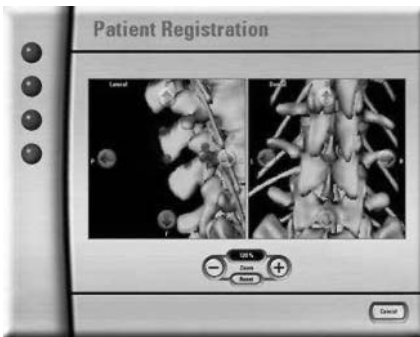 Patient Registration
Lateral
P
120%
Zoom
Reset
Cancel